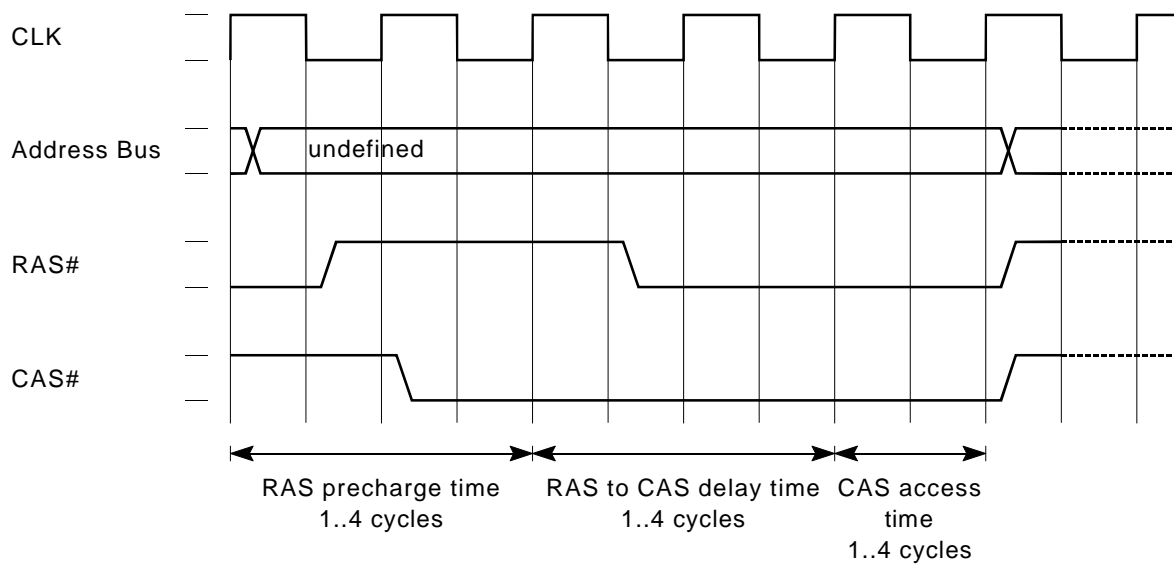 CLK
Address Bus
undefined
RAS#
CAS#
RAS precharge time
1..4 cycles
RAS to CAS delay time
1..4 cycles
CAS access
time
1..4 cycles